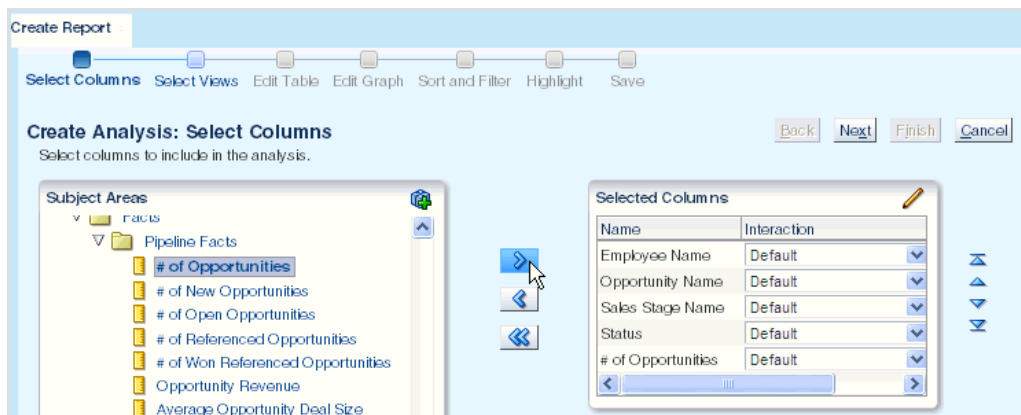 Create Report
Select Columns Select Views Edit Table Edit Graph Sort and Filter Highlight Save
Create Analysis: Select Columns
Back Next Finish Cancel
Select columns to include in the analysis.
Subject Areas
Facts
Pipeline Facts
# of Opportunities
# of New Opportunities
# of Open Opportunities
# of Referenced Opportunities
# of Won Referenced Opportunities
Opportunity Revenue
Average Opportunity Deal Size
Selected Columns
Name Interaction
Employee Name Default
Opportunity Name Default
Sales Stage Name Default
Status Default
# of Opportunities Default